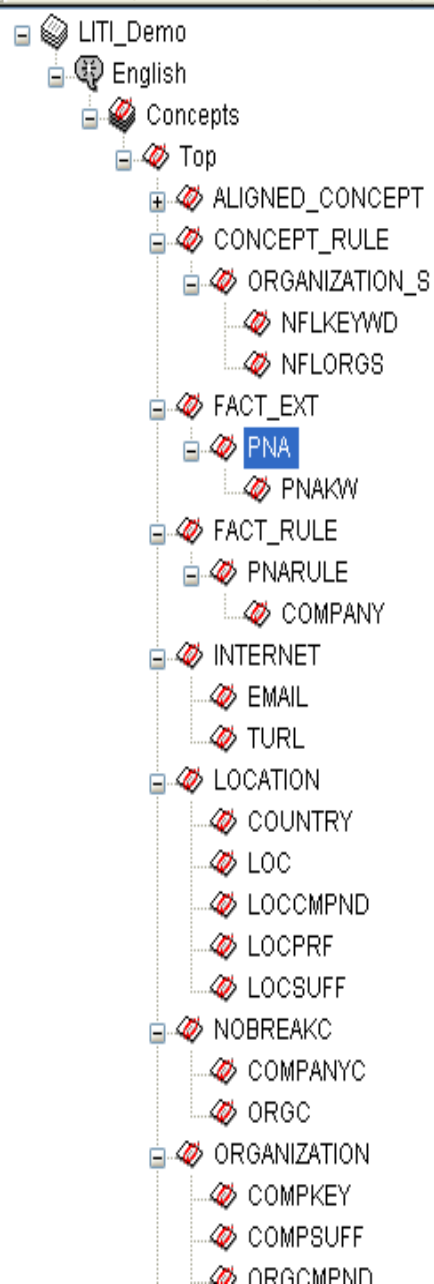 LITI_Demo
English
Concepts
Top
ALIGNED_CONCEPT
CONCEPT_RULE
ORGANIZATION_S
NFLKEYWD
NFLORGS
FACT_EXT
PNA
PNAKW
FACT_RULE
PNARULE
COMPANY
INTERNET
EMAIL
TURL
LOCATION
COUNTRY
LOC
LOCCMPND
LOCPRF
LOCSUFF
NOBREAKC
COMPANYC
ORGC
ORGANIZATION
COMPKEY
COMPSUFF
ORGCMPND